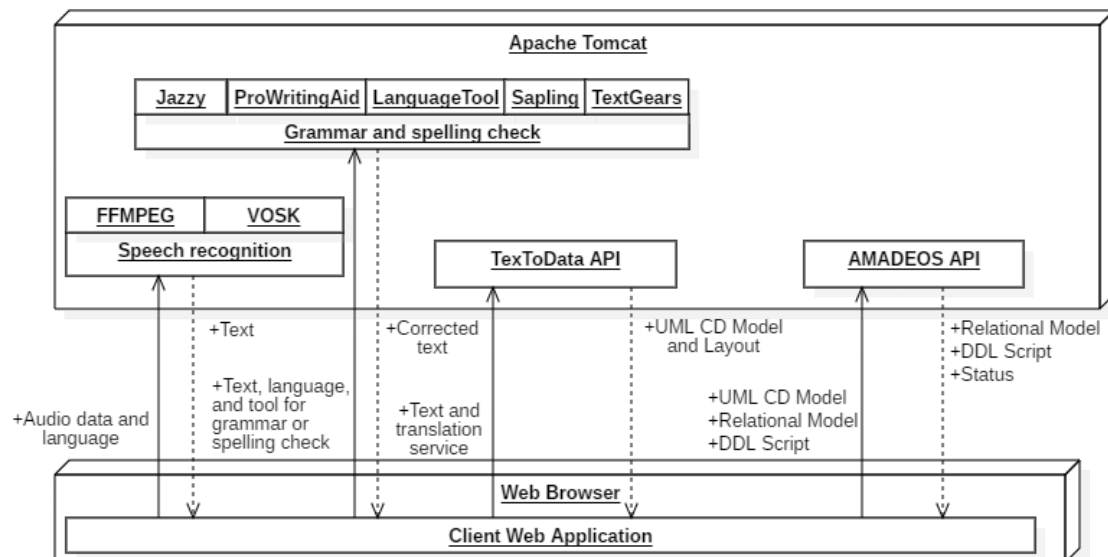 Apache Tomcat
Jazzy ProWritingAid LanguageTool Sapling TextGears
Grammar and spelling check
FFMPEG VOSK
Speech recognition
TexToData API
AMADEOS API
+Text
+Corrected
text
+UML CD Model
and Layout
+Relational Model
+DDL Script
+Status
+Audio data and
language
+Text, language,
and tool for
grammar or
spelling check
+Text and
translation
service
+UML CD Model
+Relational Model
+DDL Script
Web Browser
Client Web Application